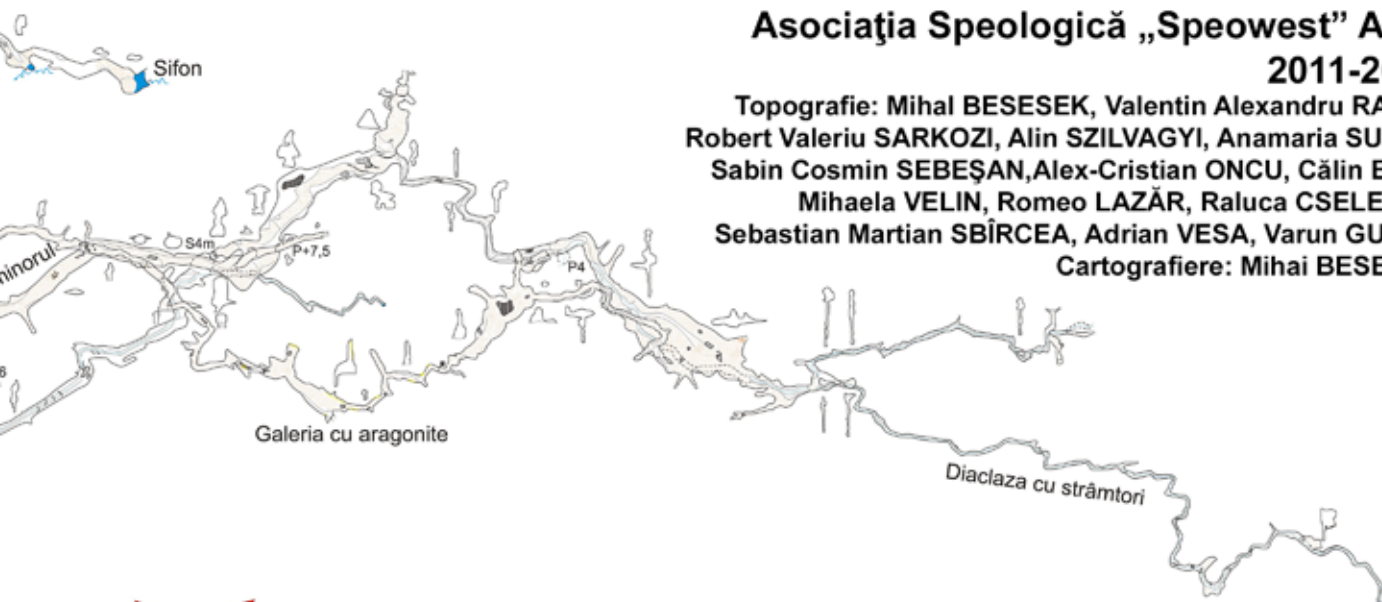 Asociaţia Speologică „Speowest” A
2011-2
Topografie: Mihal BESESEK, Valentin Alexandru RA
Robert Valeriu SARKOZI, Alin SZILVAGYI, Anamaria SU
Sabin Cosmin SEBEŞAN,Alex-Cristian ONCU, Călin
Mihaela VELIN, Romeo LAZĂR, Raluca CSELE
Sebastian Martian SBÎRCEA, Adrian VESA, Varun GU
Cartografiere: Mihai BESE
Sifon
S4m
P+7,5
minorul
P4
6
Galeria cu aragonite
Diaclaza cu strâmtori